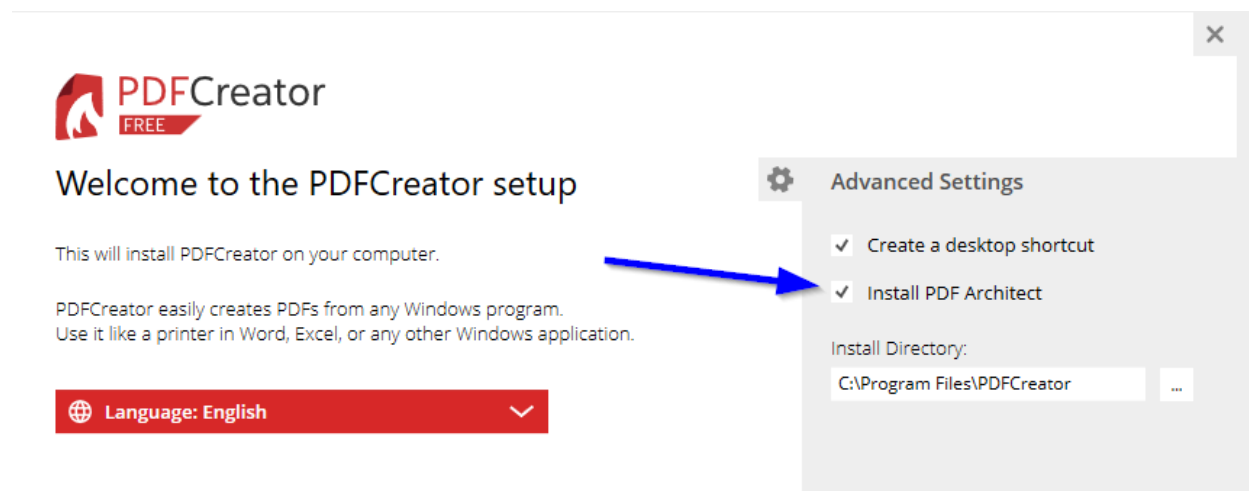 PDFCreator
FREE
Welcome to the PDFCreator setup
This will install PDFCreator on your computer.
PDFCreator easily creates PDFs from any Windows program.
Use it like a printer in Word, Excel, or any other Windows application.
Language: English
Advanced Settings
Create a desktop shortcut
Install PDF Architect
Install Directory:
C:\Program Files\PDFCreator
...